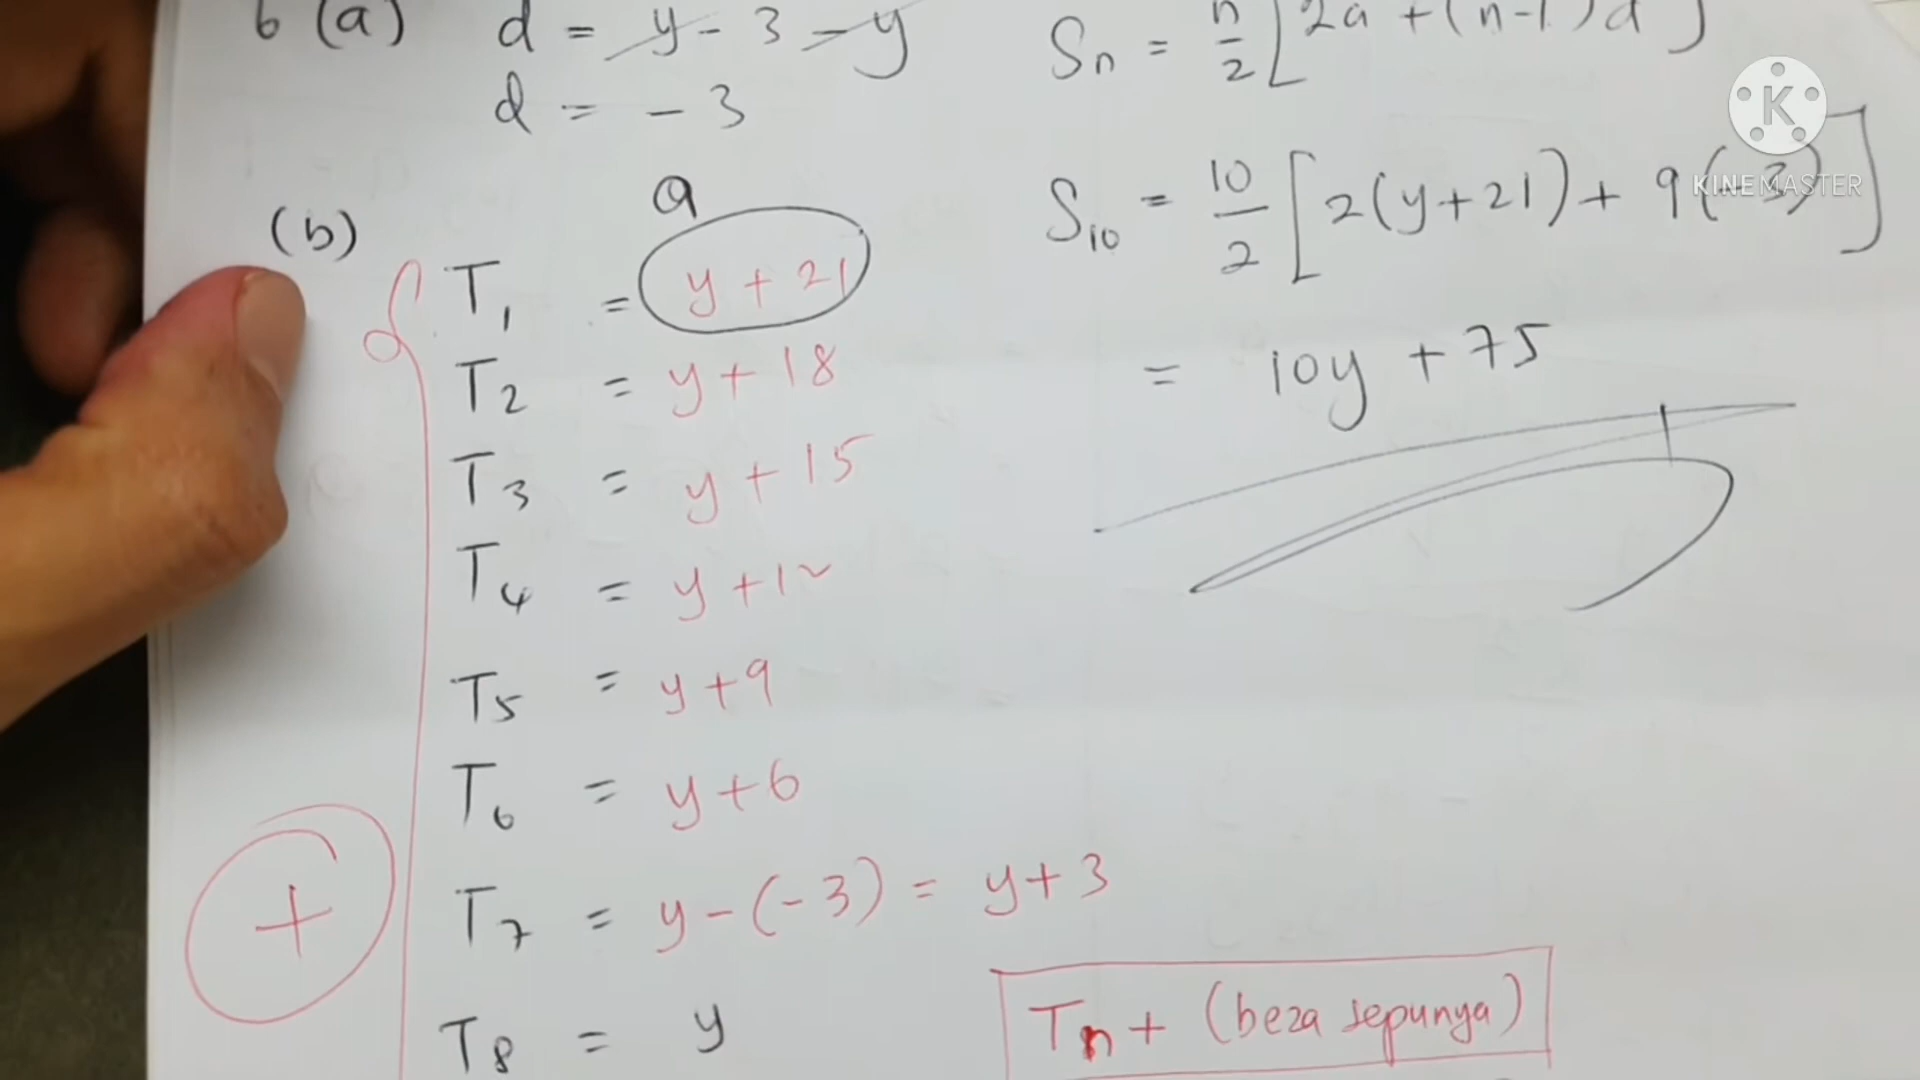 6 (a) d = y - 3 - y
d = - 3
(b)
a
T1 = y + 21
T2 = y + 18
T3 = y + 15
T4 = y + 12
T5 = y + 9
T6 = y + 6
T7 = y - (- 3) = y + 3
T8 = y
+
Sn = n/2 [2a + (n - 1)d]
S10 = 10/2 [2(y + 21) + 9(-3)]
= 10y + 75
Tn + (beza sepunya)
K
KINEMASTER